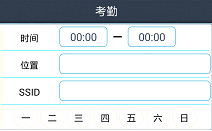 考勤
时间 00:00 — 00:00
位置
SSID
一 二 三 四 五 六 日